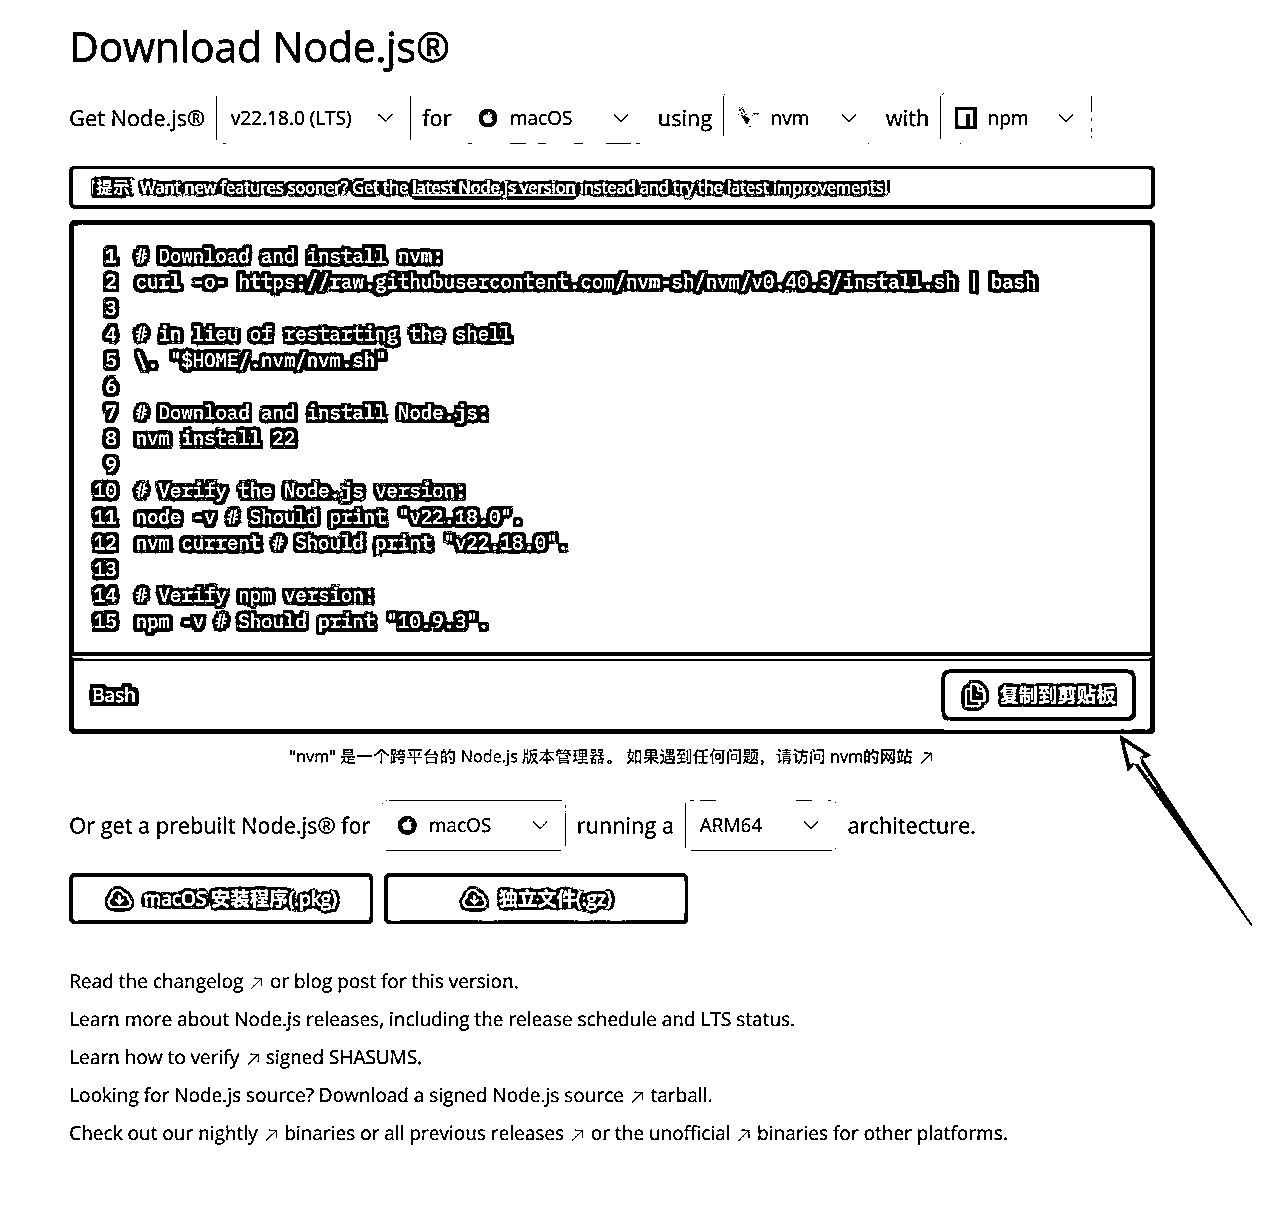 Download Node.js®
Get Node.js® v22.18.0 (LTS) for macOS using nvm with npm
提示 Want new features sooner? Get the latest Node.js version instead and try the latest improvements!
1 # Download and install nvm:
2 curl -o- https://raw.githubusercontent.com/nvm-sh/nvm/v0.40.3/install.sh | bash
3
4 # in lieu of restarting the shell
5 \. "$HOME/.nvm/nvm.sh"
6
7 # Download and install Node.js:
8 nvm install 22
9
10 # Verify the Node.js version:
11 node -v # Should print "v22.18.0".
12 nvm current # Should print "v22.18.0".
13
14 # Verify npm version:
15 npm -v # Should print "10.9.3".
Bash 复制到剪贴板
"nvm" 是一个跨平台的 Node.js 版本管理器。 如果遇到任何问题，请访问 nvm的网站 ↗
Or get a prebuilt Node.js® for macOS running a ARM64 architecture.
macOS 安装程序(.pkg) 独立文件(.gz)
Read the changelog ↗ or blog post for this version.
Learn more about Node.js releases, including the release schedule and LTS status.
Learn how to verify ↗ signed SHASUMS.
Looking for Node.js source? Download a signed Node.js source ↗ tarball.
Check out our nightly ↗ binaries or all previous releases ↗ or the unofficial ↗ binaries for other platforms.